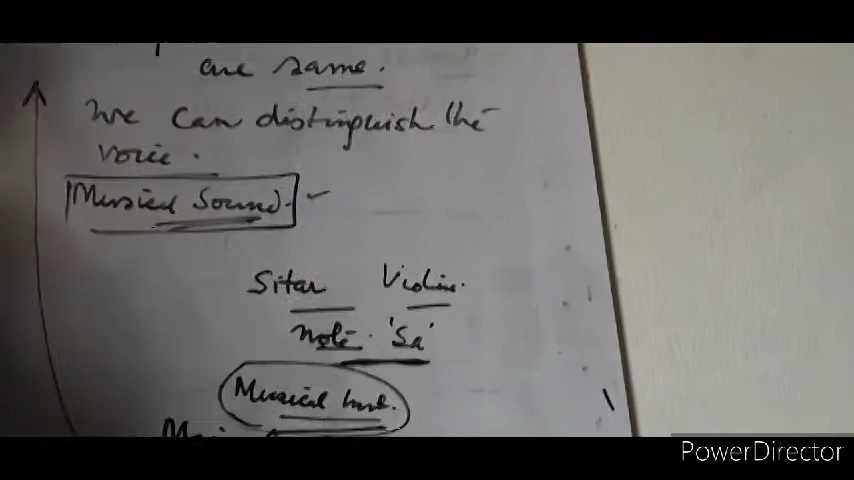 are same.
We can distinguish the
voice.
Musical Sound.
Sitar Violin.
note 'Sa'
Musical Inst.
PowerDirector